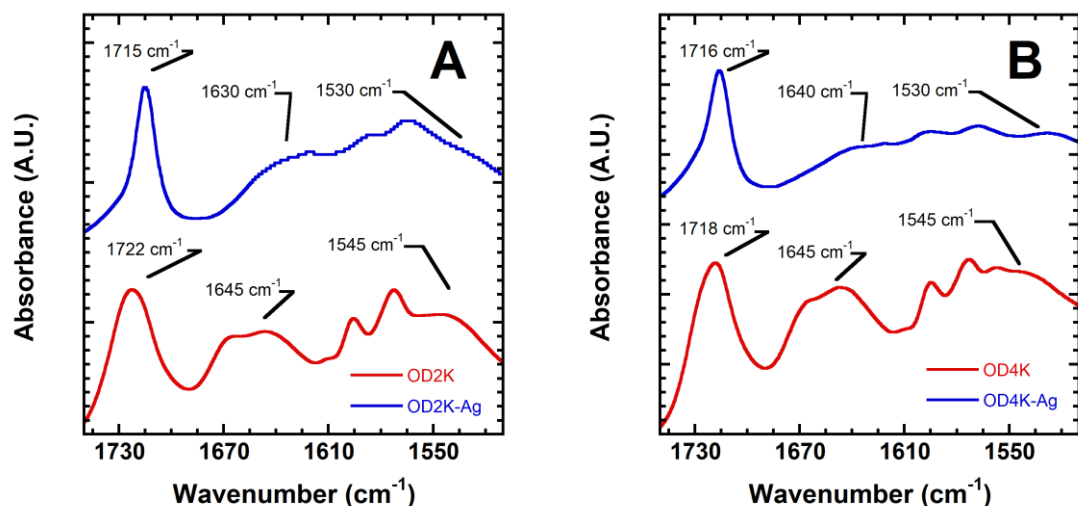 A
1715 cm⁻¹
1630 cm⁻¹
1530 cm⁻¹
1722 cm⁻¹
1645 cm⁻¹
1545 cm⁻¹
OD2K
OD2K-Ag
Absorbance (A.U.)
1730 1670 1610 1550
Wavenumber (cm⁻¹)
B
1716 cm⁻¹
1640 cm⁻¹
1530 cm⁻¹
1718 cm⁻¹
1645 cm⁻¹
1545 cm⁻¹
OD4K
OD4K-Ag
Absorbance (A.U.)
1730 1670 1610 1550
Wavenumber (cm⁻¹)